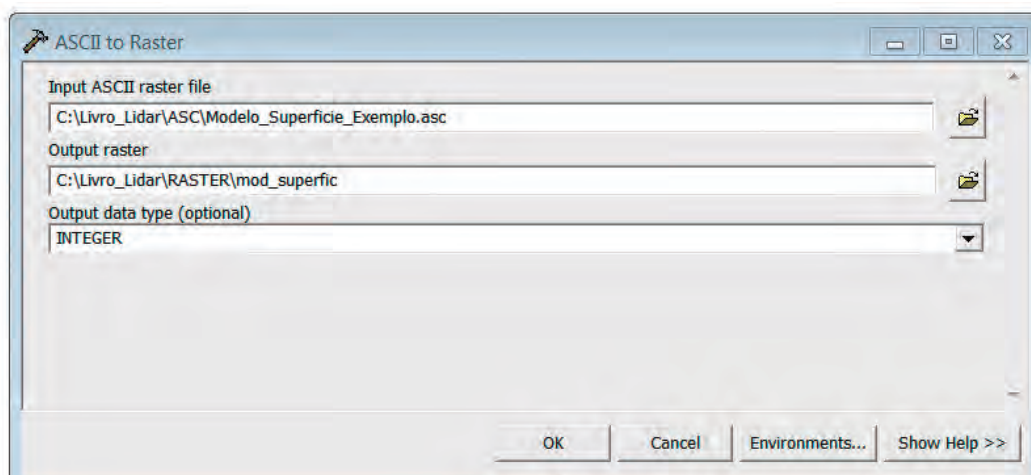 ASCII to Raster
Input ASCII raster file
C:\Livro_Lidar\ASC\Modelo_Superficie_Exemplo.asc
Output raster
C:\Livro_Lidar\RASTER\mod_superfic
Output data type (optional)
INTEGER
OK Cancel Environments... Show Help >>